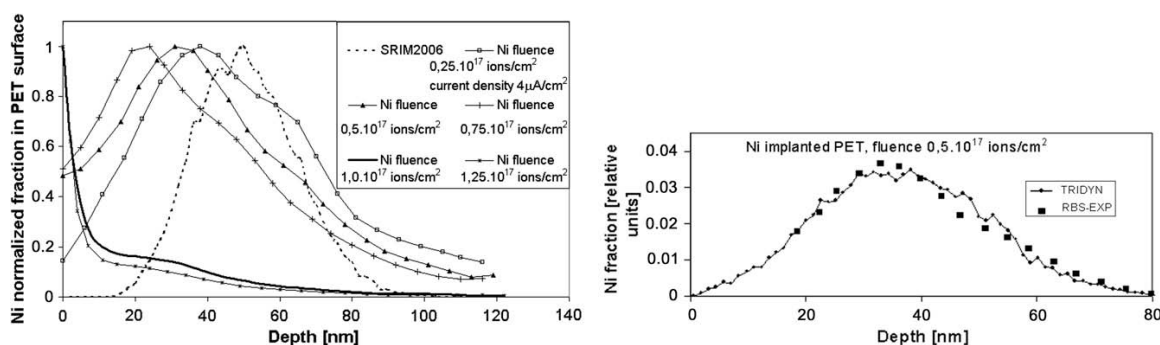 Ni normalized fraction in PET surface
1
0.8
0.6
0.4
0.2
0
0 20 40 60 80 100 120 140
Depth [nm]
SRIM2006
Ni fluence
0,25.10¹⁷ ions/cm²
current density 4µA/cm²
Ni fluence
0,5.10¹⁷ ions/cm²
Ni fluence
0,75.10¹⁷ ions/cm²
Ni fluence
1,0.10¹⁷ ions/cm²
Ni fluence
1,25.10¹⁷ ions/cm²
Ni fraction [relative
units]
0.04
0.03
0.02
0.01
0
Ni implanted PET, fluence 0,5.10¹⁷ ions/cm²
TRIDYN
RBS-EXP
0 20 40 60 80
Depth [nm]